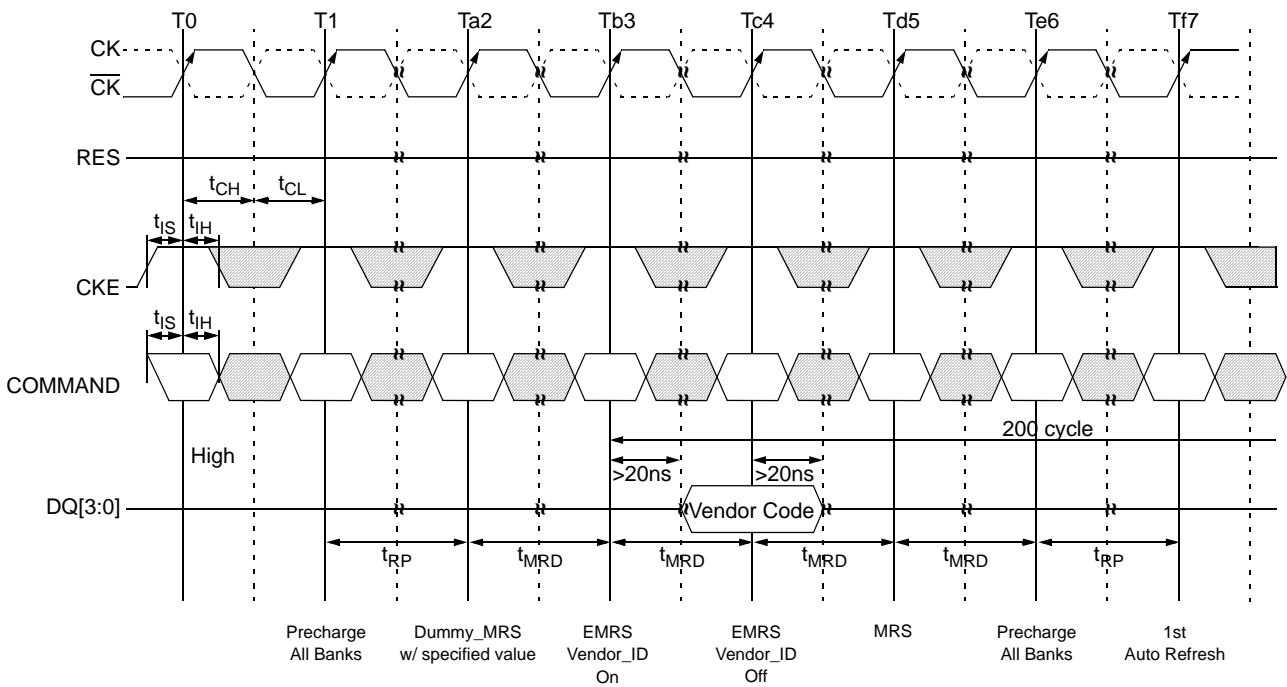 T0 T1 Ta2 Tb3 Tc4 Td5 Te6 Tf7
CK
CK
RES
tCH tCL
tIS tIH
CKE
tIS tIH
COMMAND
200 cycle
High
>20ns >20ns
DQ[3:0] Vendor Code
tRP tMRD tMRD tMRD tMRD tRP
Precharge Dummy_MRS EMRS EMRS MRS Precharge 1st
All Banks w/ specified value Vendor_ID Vendor_ID All Banks Auto Refresh
On Off